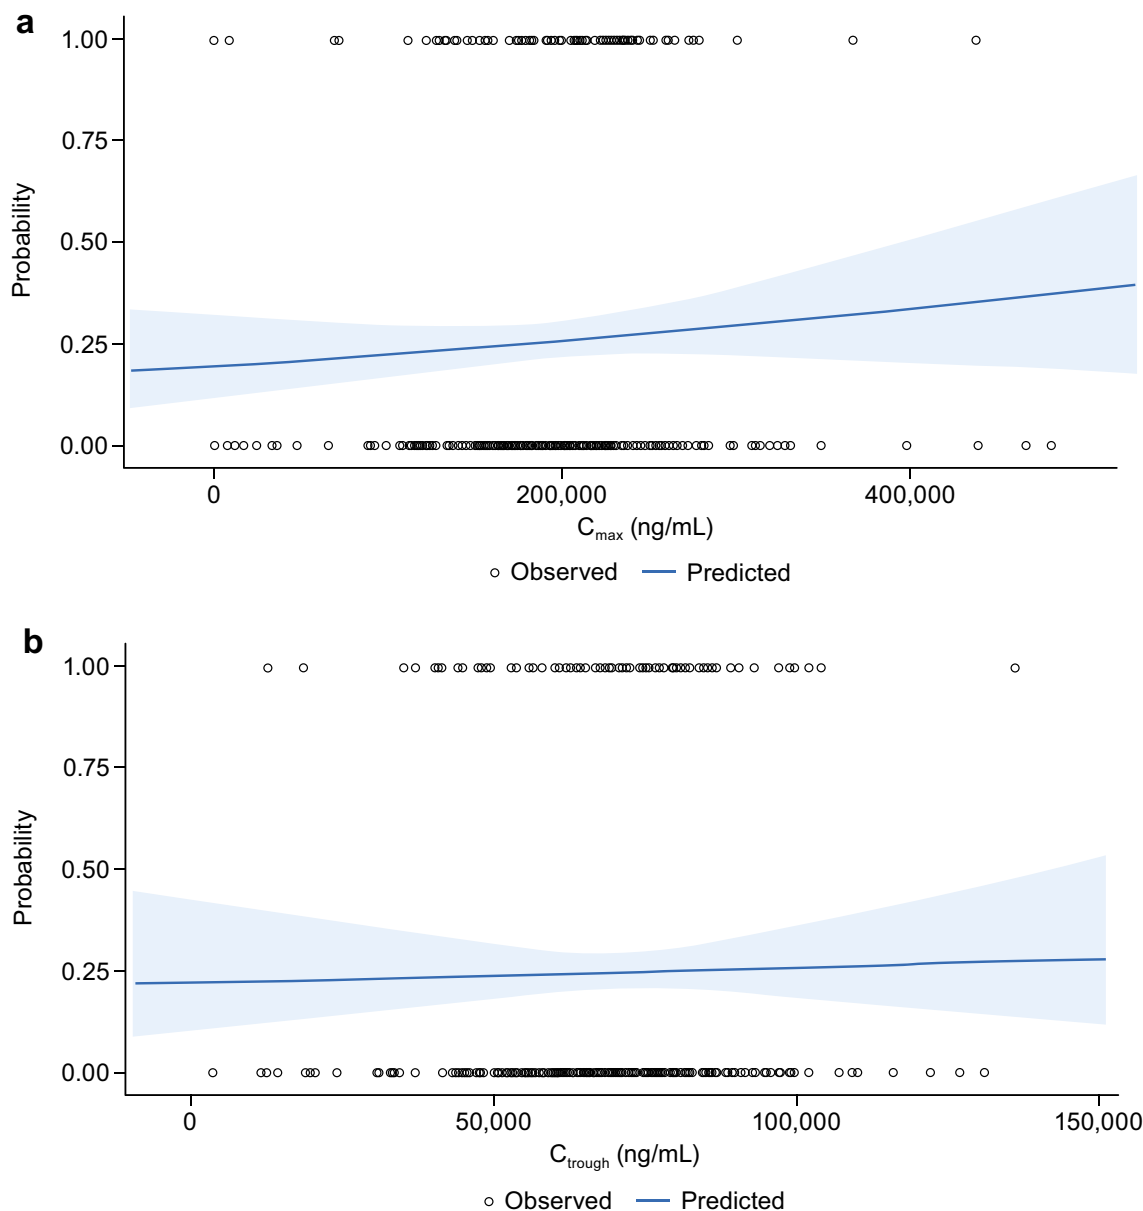 a
1.00
0.75
0.50
0.25
0.00
Probability
0 200,000 400,000
Cmax (ng/mL)
Observed Predicted
b
1.00
0.75
0.50
0.25
0.00
Probability
0 50,000 100,000 150,000
Ctrough (ng/mL)
Observed Predicted